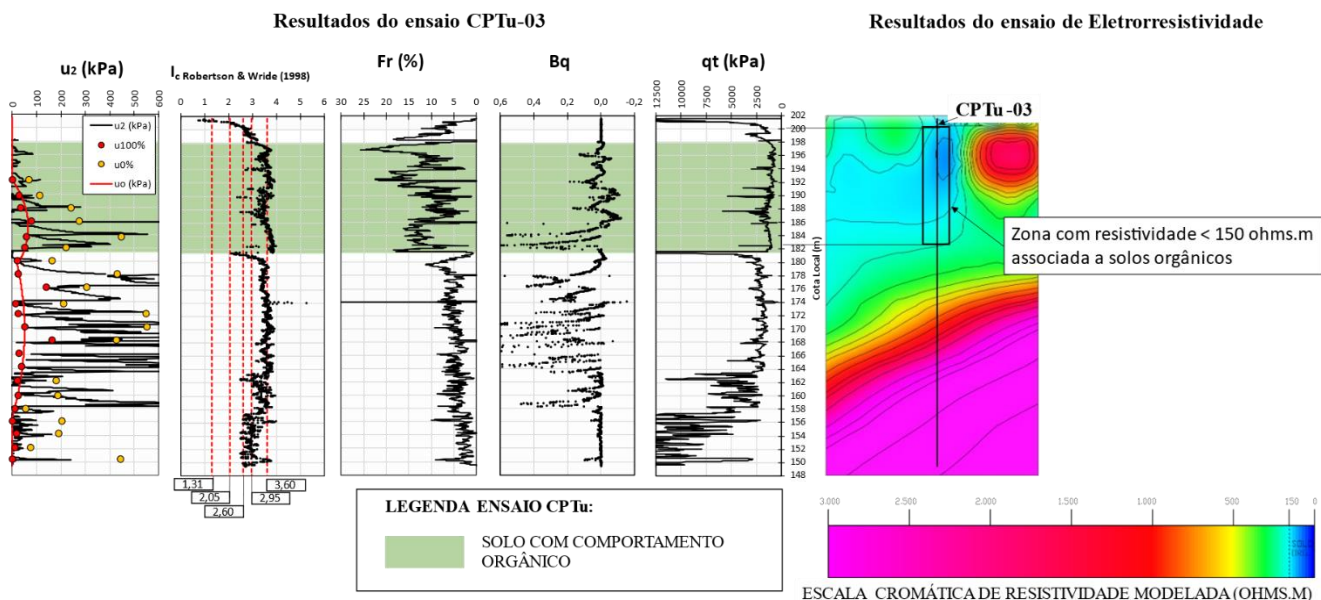 Resultados do ensaio CPTu-03
Resultados do ensaio de Eletrorresistividade
u2 (kPa)
0 100 200 300 400 500 600
u2 (kPa)
u100%
u0%
uo (kPa)
Ic Robertson & Wride (1998)
0 1 2 3 4 5 6
1,31
2,05
2,60
2,95
3,60
Fr (%)
30 25 20 15 10 5 0
Bq
0,6 0,4 0,2 0,0 -0,2
qt (kPa)
12500 10000 7500 5000 2500 0
202
200
198
196
194
192
190
188
186
184
182
180
178
176
174
172
170
168
166
164
162
160
158
156
154
152
150
148
Cota Local (m)
CPTu-03
Zona com resistividade < 150 ohms.m
associada a solos orgânicos
LEGENDA ENSAIO CPTu:
SOLO COM COMPORTAMENTO
ORGÂNICO
3.000 2.500 2.000 1.000 500 150 0
ESCALA CROMÁTICA DE RESISTIVIDADE MODELADA (OHMS.M)